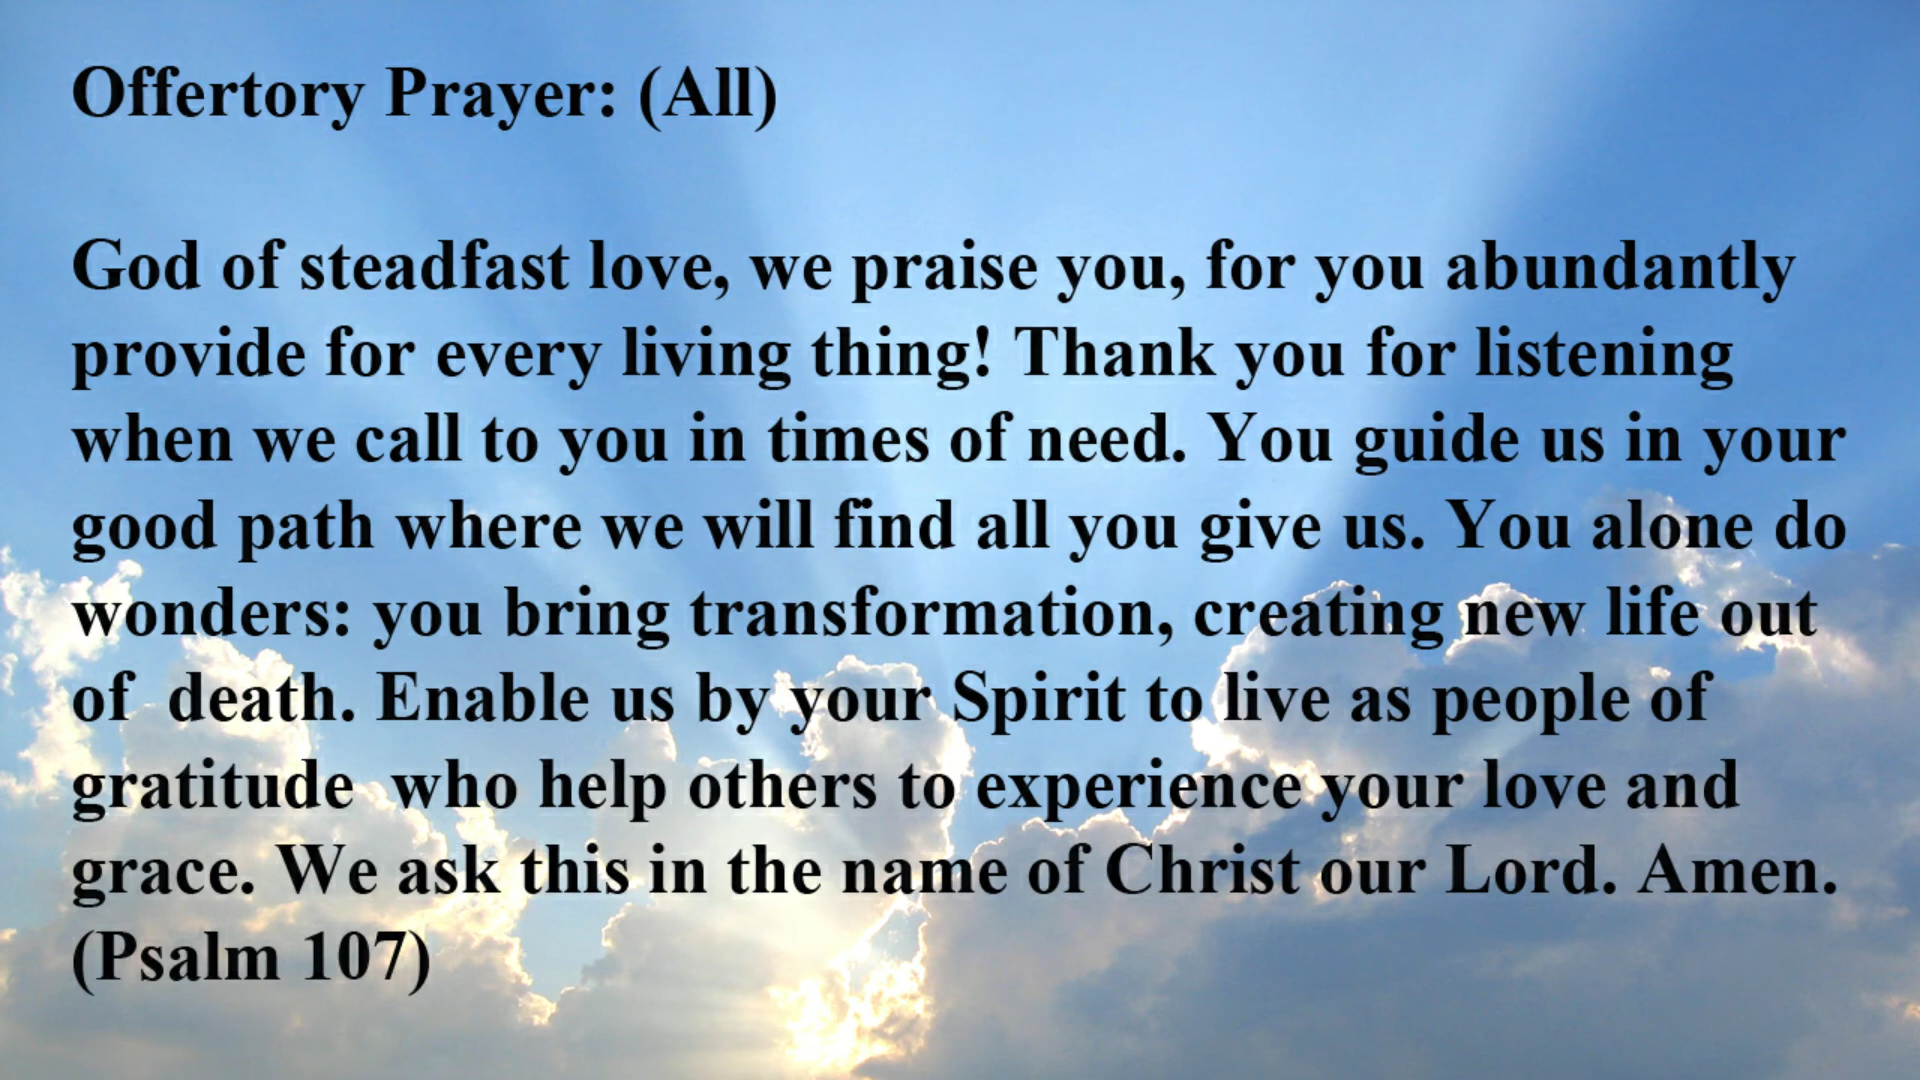 Offertory Prayer: (All)
God of steadfast love, we praise you, for you abundantly
provide for every living thing! Thank you for listening
when we call to you in times of need. You guide us in your
good path where we will find all you give us. You alone do
wonders: you bring transformation, creating new life out
of  death. Enable us by your Spirit to live as people of
gratitude  who help others to experience your love and
grace. We ask this in the name of Christ our Lord. Amen.
(Psalm 107)